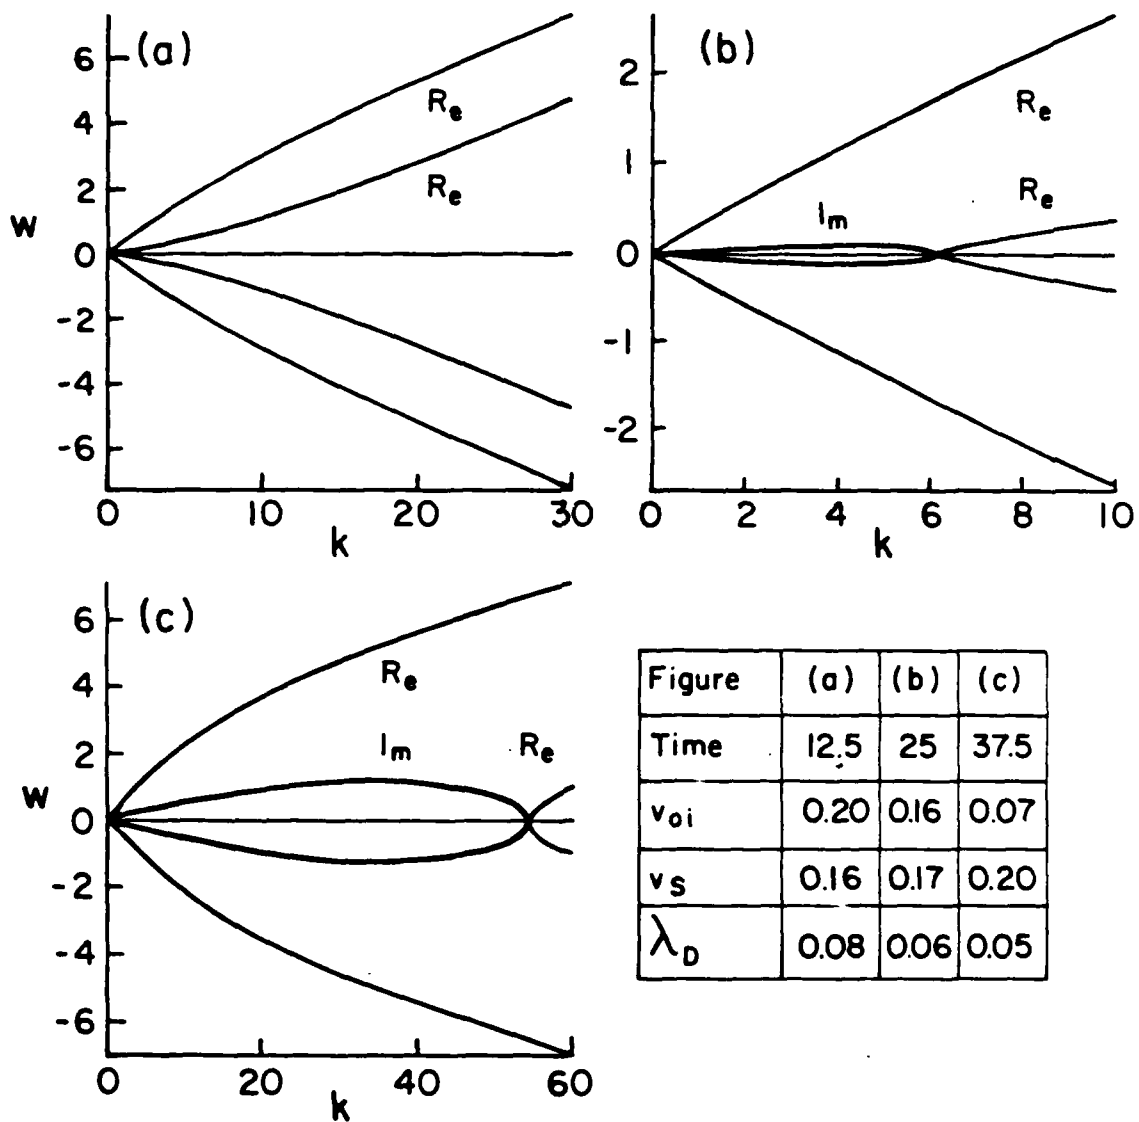 (a)
6
4
2
0
-2
-4
-6
W
Re
Re
0 10 20 30
k
(b)
2
1
0
-1
-2
Re
Re
Im
0 2 4 6 8 10
k
(c)
6
4
2
0
-2
-4
-6
W
Re
Im Re
0 20 40 60
k
Figure (a) (b) (c)
Time 12.5 25 37.5
voi 0.20 0.16 0.07
vs 0.16 0.17 0.20
λD 0.08 0.06 0.05